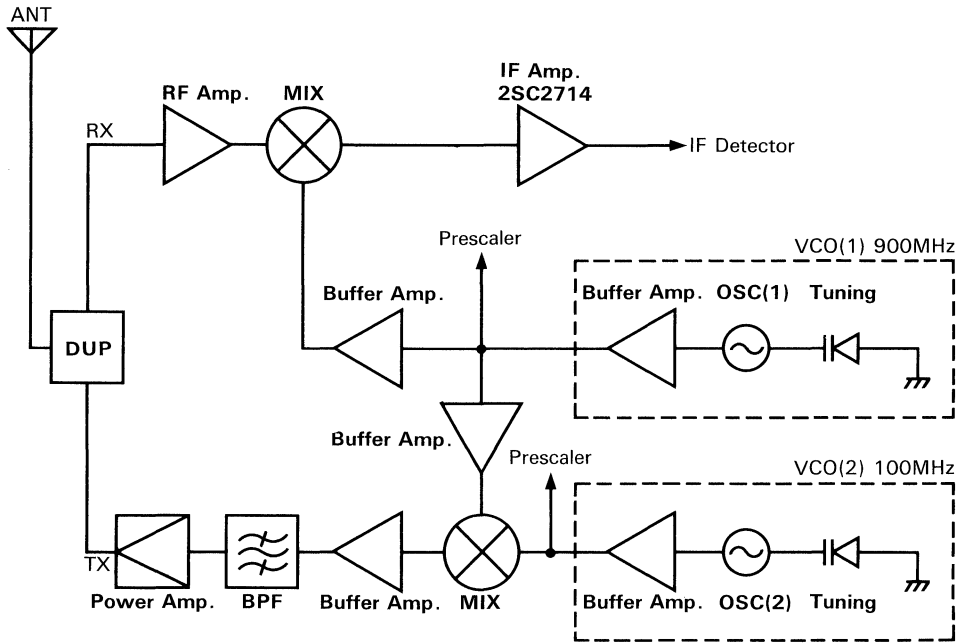 ANT
IF Amp.
2SC2714
RF Amp.
MIX
RX
IF Detector
Prescaler
VCO(1) 900MHz
Buffer Amp.
Buffer Amp.
OSC(1)
Tuning
DUP
Buffer Amp.
Prescaler
VCO(2) 100MHz
TX
Power Amp.
BPF
Buffer Amp.
MIX
Buffer Amp.
OSC(2)
Tuning